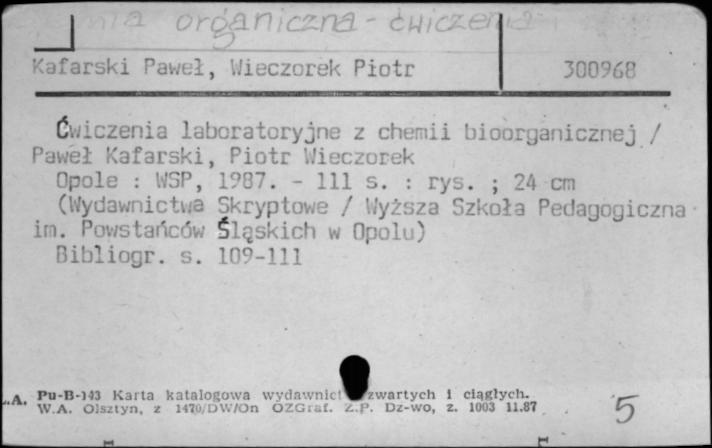 organiczna - ćwiczenia
Kafarski Paweł, Wieczorek Piotr 300968
Ćwiczenia laboratoryjne z chemii bioorganicznej /
Paweł Kafarski, Piotr Wieczorek
Opole : WSP, 1987. - 111 s. : rys. ; 24 cm
(Wydawnictwa Skryptowe / Wyższa Szkoła Pedagogiczna
im. Powstańców Śląskich w Opolu)
Bibliogr. s. 109-111
Pu-B-143 Karta katalogowa wydawnict zwartych i ciągłych.
W.A. Olsztyn, z 1470/DW/On OZGraf. Z.P. Dz-wo, z. 1003 11.87
5